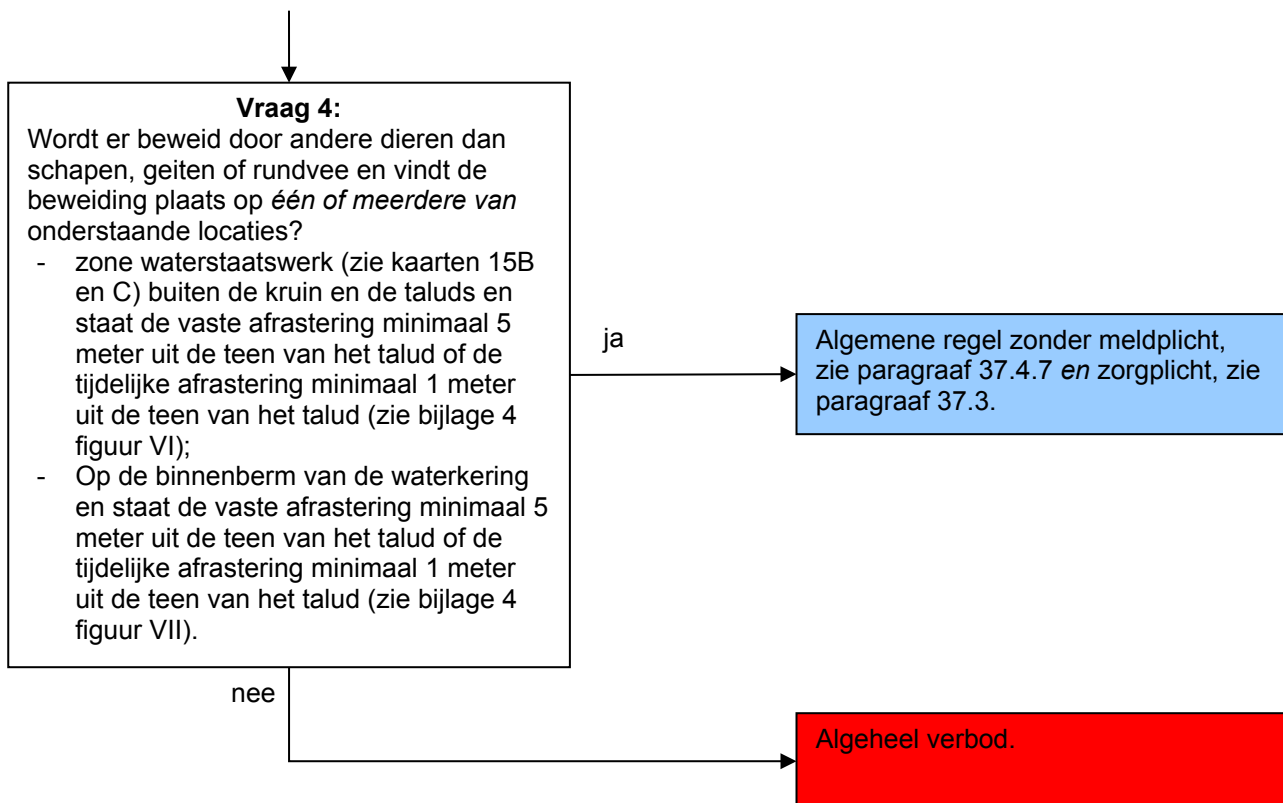 Vraag 4:
Wordt er beweid door andere dieren dan
schapen, geiten of rundvee en vindt de
beweiding plaats op één of meerdere van
onderstaande locaties?
- zone waterstaatswerk (zie kaarten 15B
en C) buiten de kruin en de taluds en
staat de vaste afrastering minimaal 5
meter uit de teen van het talud of de
tijdelijke afrastering minimaal 1 meter
uit de teen van het talud (zie bijlage 4
figuur VI);
- Op de binnenberm van de waterkering
en staat de vaste afrastering minimaal 5
meter uit de teen van het talud of de
tijdelijke afrastering minimaal 1 meter
uit de teen van het talud (zie bijlage 4
figuur VII).
ja
Algemene regel zonder meldplicht,
zie paragraaf 37.4.7 en zorgplicht, zie
paragraaf 37.3.
nee
Algeheel verbod.